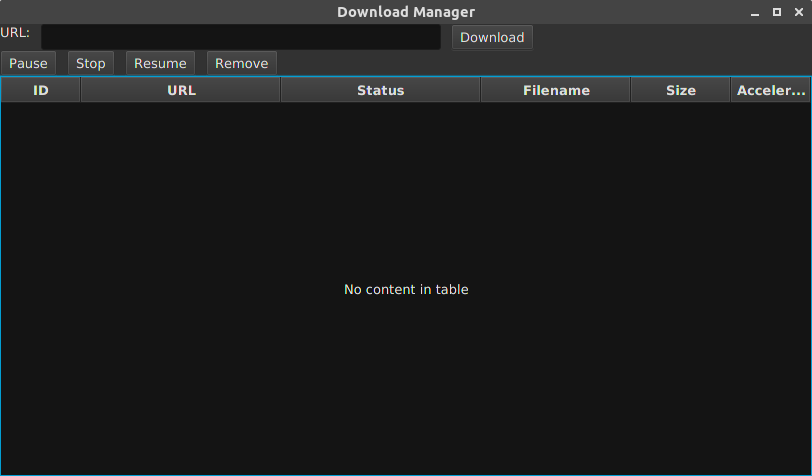 Download Manager
URL: Download
Pause Stop Resume Remove
ID URL Status Filename Size Acceler...
No content in table